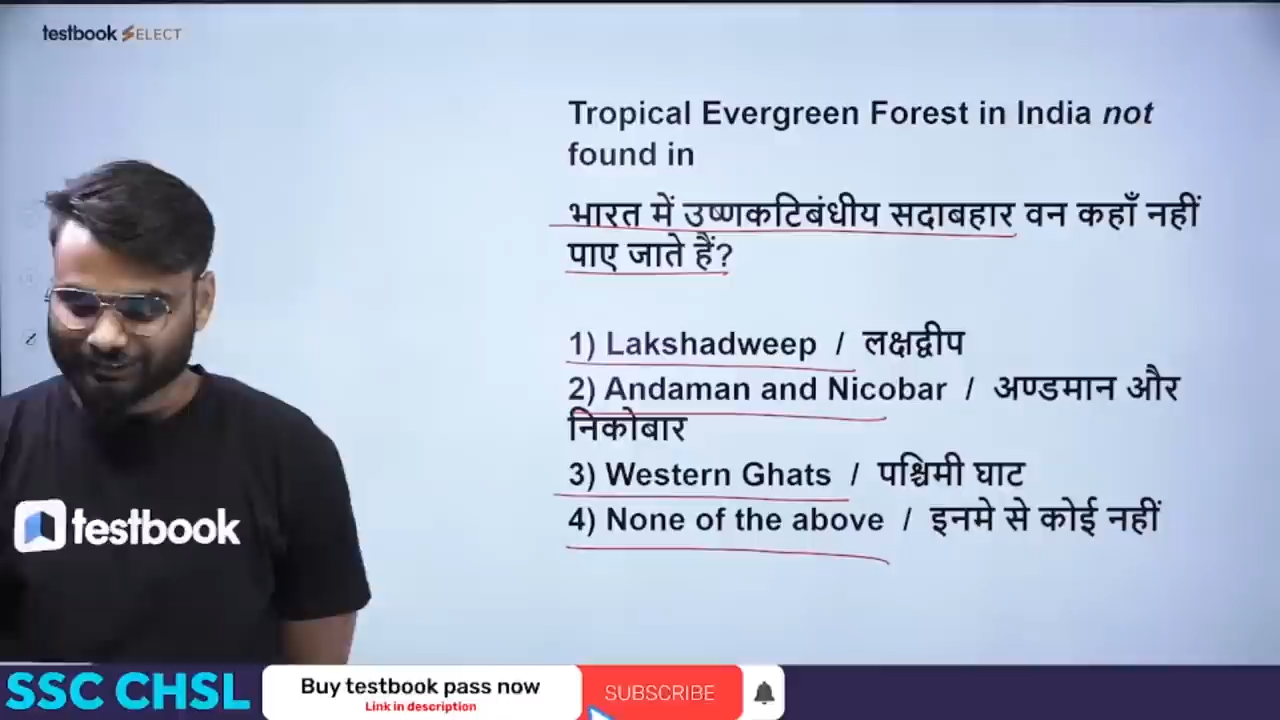 testbook SELECT
Tropical Evergreen Forest in India not
found in
भारत में उष्णकटिबंधीय सदाबहार वन कहाँ नहीं
पाए जाते हैं?
1) Lakshadweep / लक्षद्वीप
2) Andaman and Nicobar / अण्डमान और
निकोबार
3) Western Ghats / पश्चिमी घाट
4) None of the above / इनमे से कोई नहीं
testbook
SSC CHSL
Buy testbook pass now
Link in description
SUBSCRIBE